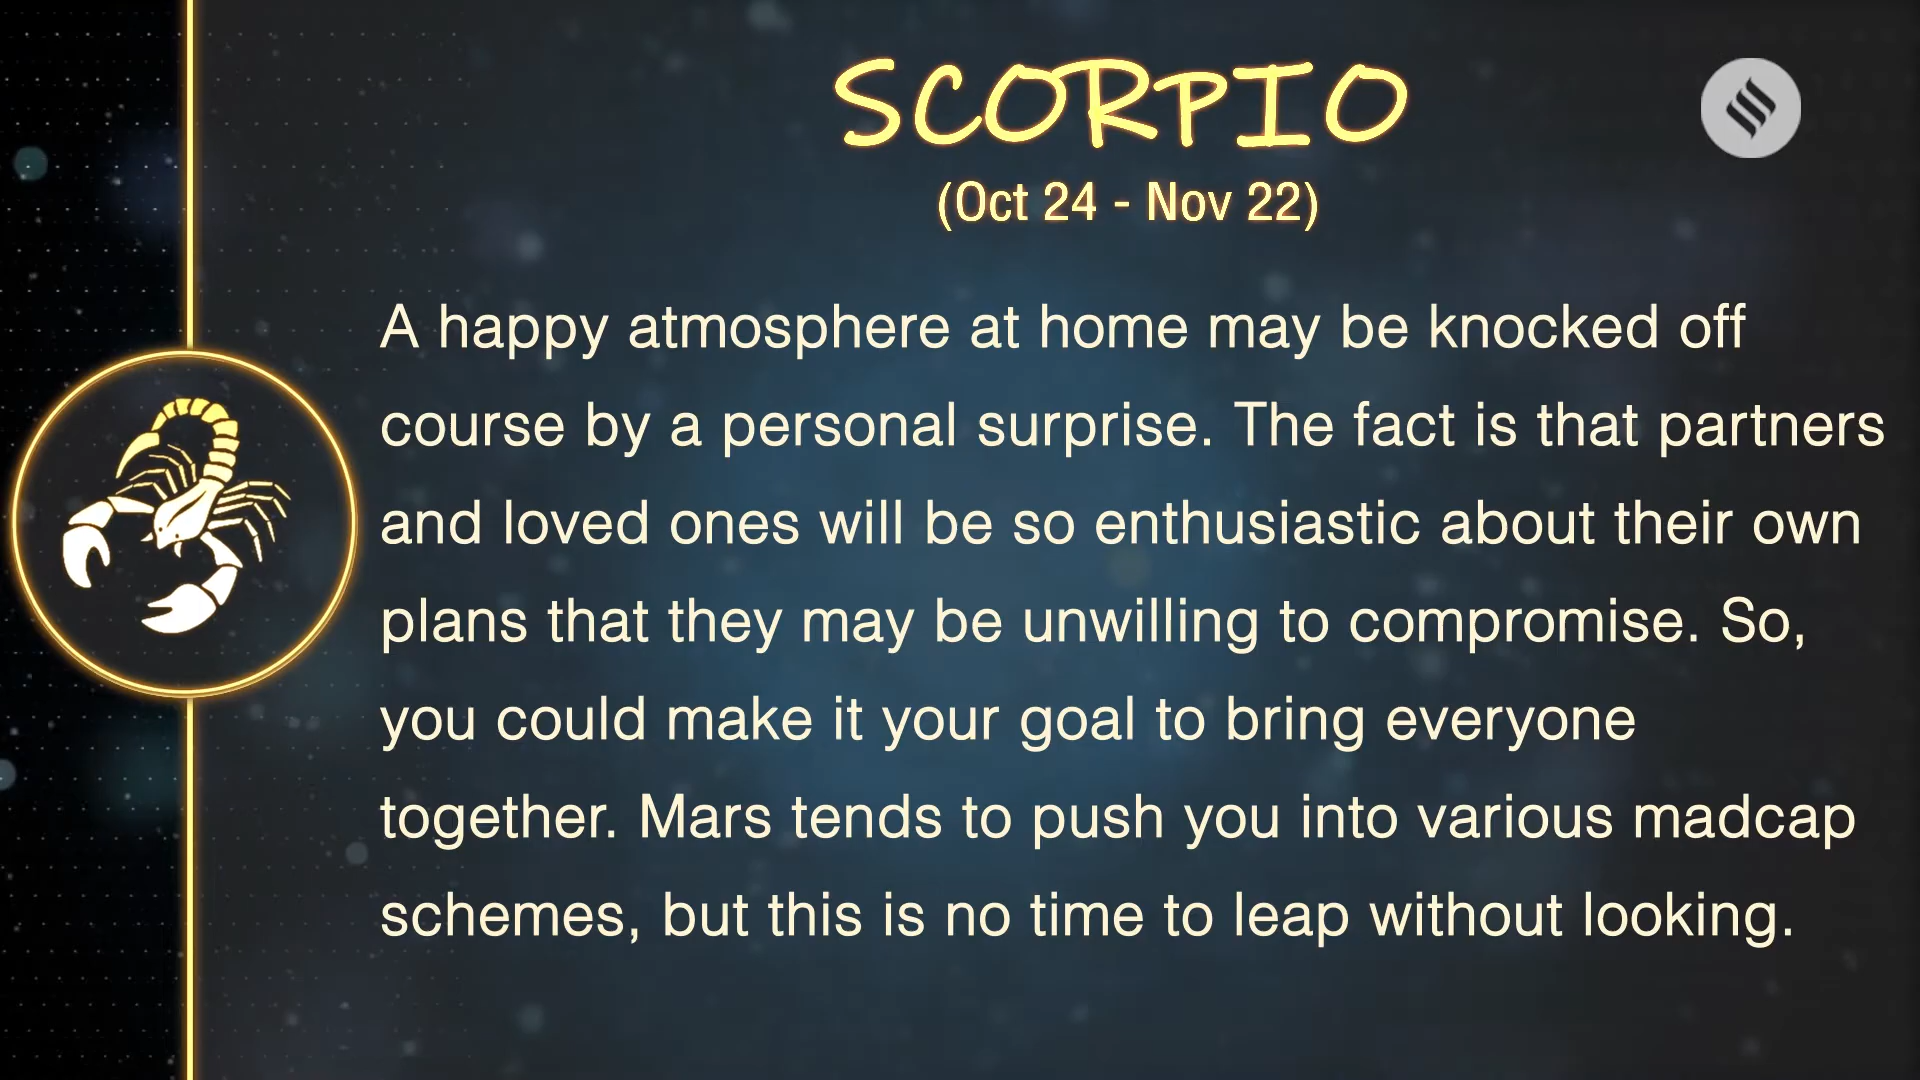 SCORPIO
(Oct 24 - Nov 22)
A happy atmosphere at home may be knocked off
course by a personal surprise. The fact is that partners
and loved ones will be so enthusiastic about their own
plans that they may be unwilling to compromise. So,
you could make it your goal to bring everyone
together. Mars tends to push you into various madcap
schemes, but this is no time to leap without looking.